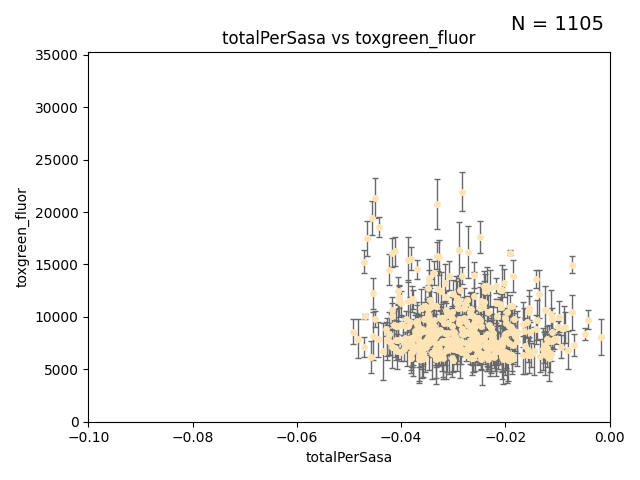 N = 1105
totalPerSasa vs toxgreen_fluor
35000
30000
25000
20000
15000
10000
5000
0
toxgreen_fluor
−0.10 −0.08 −0.06 −0.04 −0.02 0.00
totalPerSasa